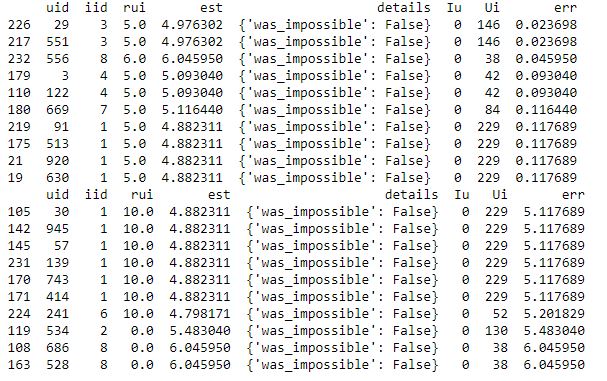 uid iid rui est details Iu Ui err
226 29 3 5.0 4.976302 {'was_impossible': False} 0 146 0.023698
217 551 3 5.0 4.976302 {'was_impossible': False} 0 146 0.023698
232 556 8 6.0 6.045950 {'was_impossible': False} 0 38 0.045950
179 3 4 5.0 5.093040 {'was_impossible': False} 0 42 0.093040
110 122 4 5.0 5.093040 {'was_impossible': False} 0 42 0.093040
180 669 7 5.0 5.116440 {'was_impossible': False} 0 84 0.116440
219 91 1 5.0 4.882311 {'was_impossible': False} 0 229 0.117689
175 513 1 5.0 4.882311 {'was_impossible': False} 0 229 0.117689
21 920 1 5.0 4.882311 {'was_impossible': False} 0 229 0.117689
19 630 1 5.0 4.882311 {'was_impossible': False} 0 229 0.117689
uid iid rui est details Iu Ui err
105 30 1 10.0 4.882311 {'was_impossible': False} 0 229 5.117689
142 945 1 10.0 4.882311 {'was_impossible': False} 0 229 5.117689
145 57 1 10.0 4.882311 {'was_impossible': False} 0 229 5.117689
231 139 1 10.0 4.882311 {'was_impossible': False} 0 229 5.117689
170 743 1 10.0 4.882311 {'was_impossible': False} 0 229 5.117689
171 414 1 10.0 4.882311 {'was_impossible': False} 0 229 5.117689
224 241 6 10.0 4.798171 {'was_impossible': False} 0 52 5.201829
119 534 2 0.0 5.483040 {'was_impossible': False} 0 130 5.483040
108 686 8 0.0 6.045950 {'was_impossible': False} 0 38 6.045950
163 528 8 0.0 6.045950 {'was_impossible': False} 0 38 6.045950